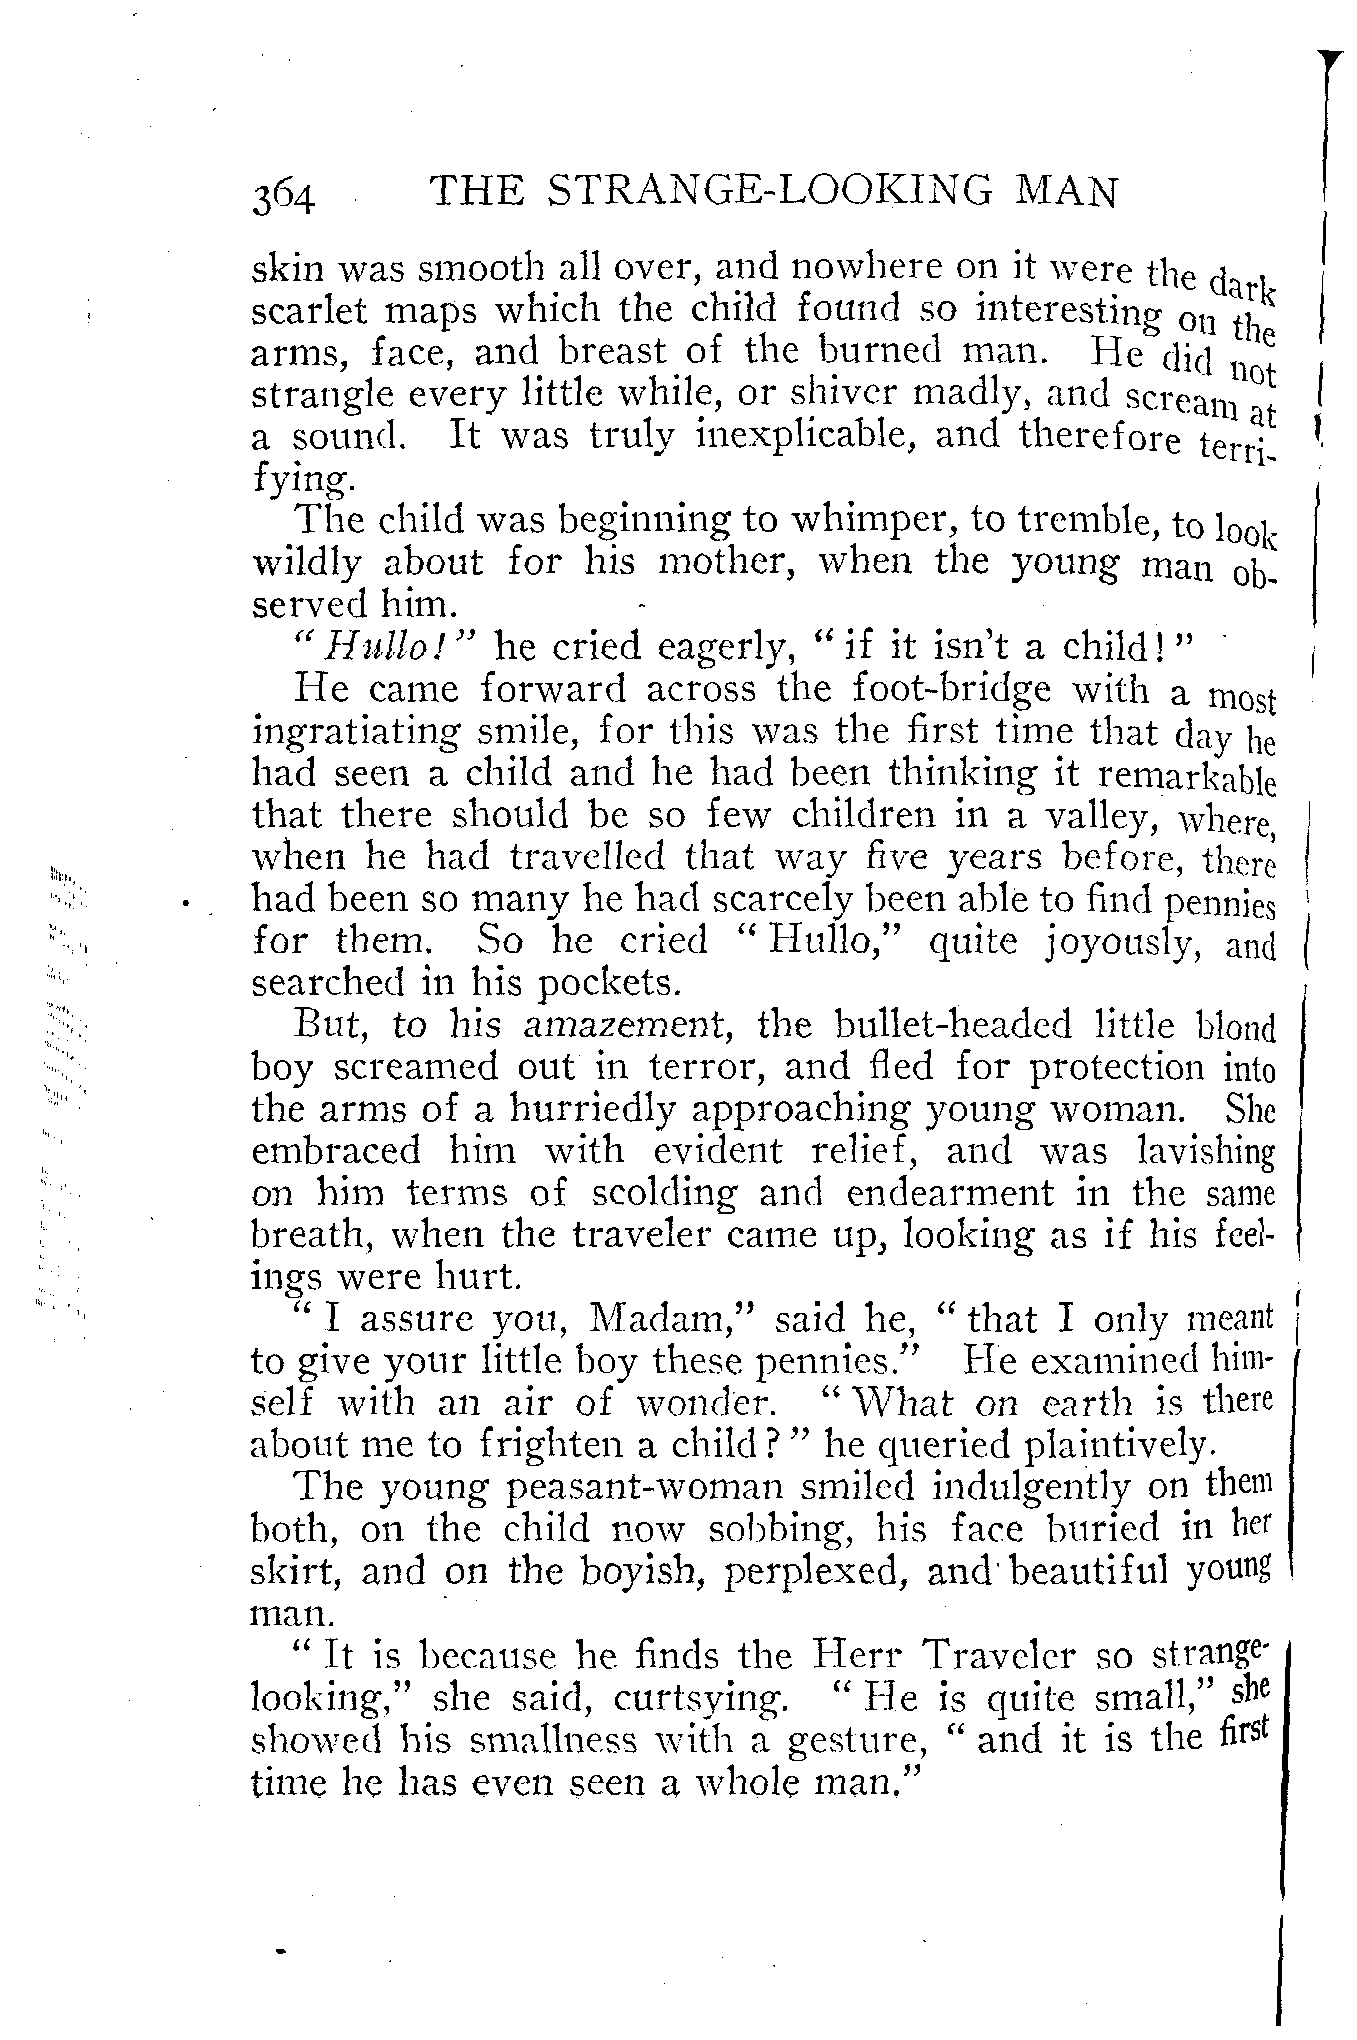 364 THE STRANGE-LOOKING MAN
skin was smooth all over, and nowhere on it were the dark
scarlet maps which the child found so interesting on the
arms, face, and breast of the burned man. He did not
strangle every little while, or shiver madly, and scream at
a sound. It was truly inexplicable, and therefore terri-
fying.
The child was beginning to whimper, to tremble, to look
wildly about for his mother, when the young man ob-
served him.
" Hullo! " he cried eagerly, " if it isn't a child! "
He came forward across the foot-bridge with a most
ingratiating smile, for this was the first time that day he
had seen a child and he had been thinking it remarkable
that there should be so few children in a valley, where,
when he had travelled that way five years before, there
had been so many he had scarcely been able to find pennies
for them. So he cried " Hullo," quite joyously, and
searched in his pockets.
But, to his amazement, the bullet-headed little blond
boy screamed out in terror, and fled for protection into
the arms of a hurriedly approaching young woman. She
embraced him with evident relief, and was lavishing
on him terms of scolding and endearment in the same
breath, when the traveler came up, looking as if his feel-
ings were hurt.
" I assure you, Madam," said he, " that I only meant
to give your little boy these pennies." He examined him-
self with an air of wonder. " What on earth is there
about me to frighten a child? " he queried plaintively.
The young peasant-woman smiled indulgently on them
both, on the child now sobbing, his face buried in her
skirt, and on the boyish, perplexed, and beautiful young
man.
" It is because he finds the Herr Traveler so strange-
looking," she said, curtsying. " He is quite small," she
showed his smallness with a gesture, " and it is the first
time he has even seen a whole man."